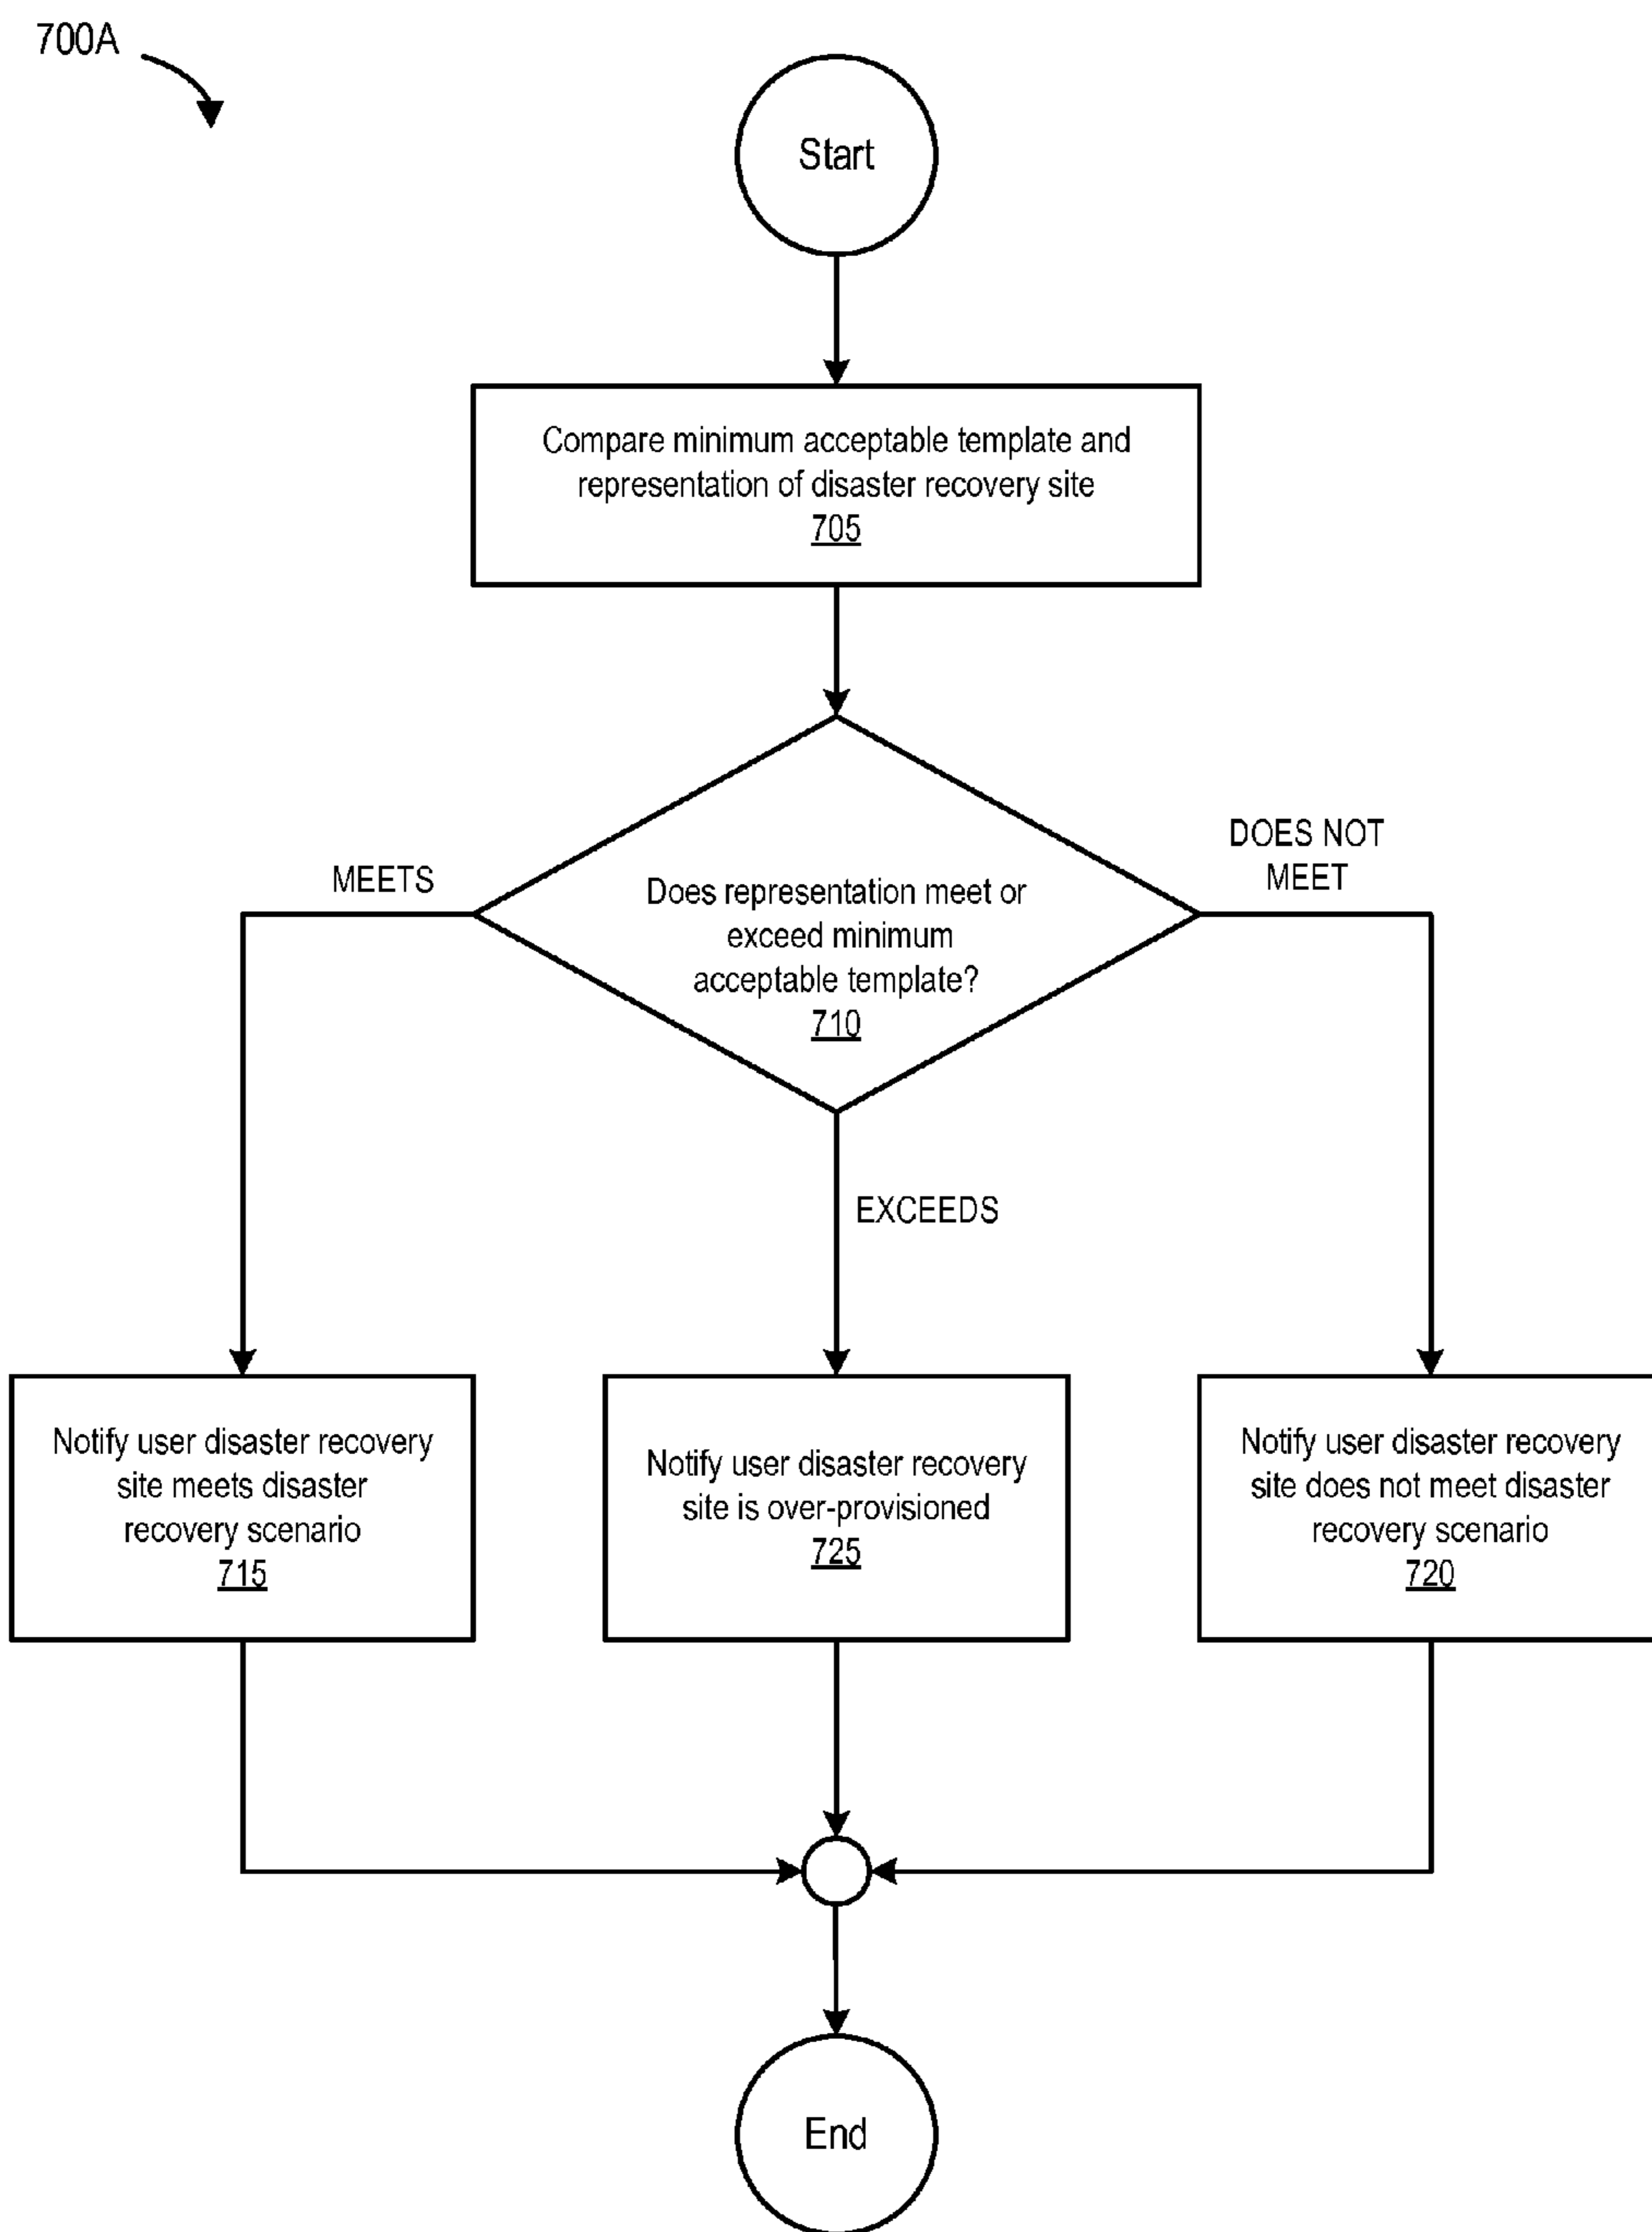 700A
Start
Compare minimum acceptable template and
representation of disaster recovery site
705
DOES NOT
MEET
MEETS
Does representation meet or
exceed minimum
acceptable template?
710
EXCEEDS
Notify user disaster recovery
site meets disaster
recovery scenario
715
Notify user disaster recovery
site is over-provisioned
725
Notify user disaster recovery
site does not meet disaster
recovery scenario
720
End